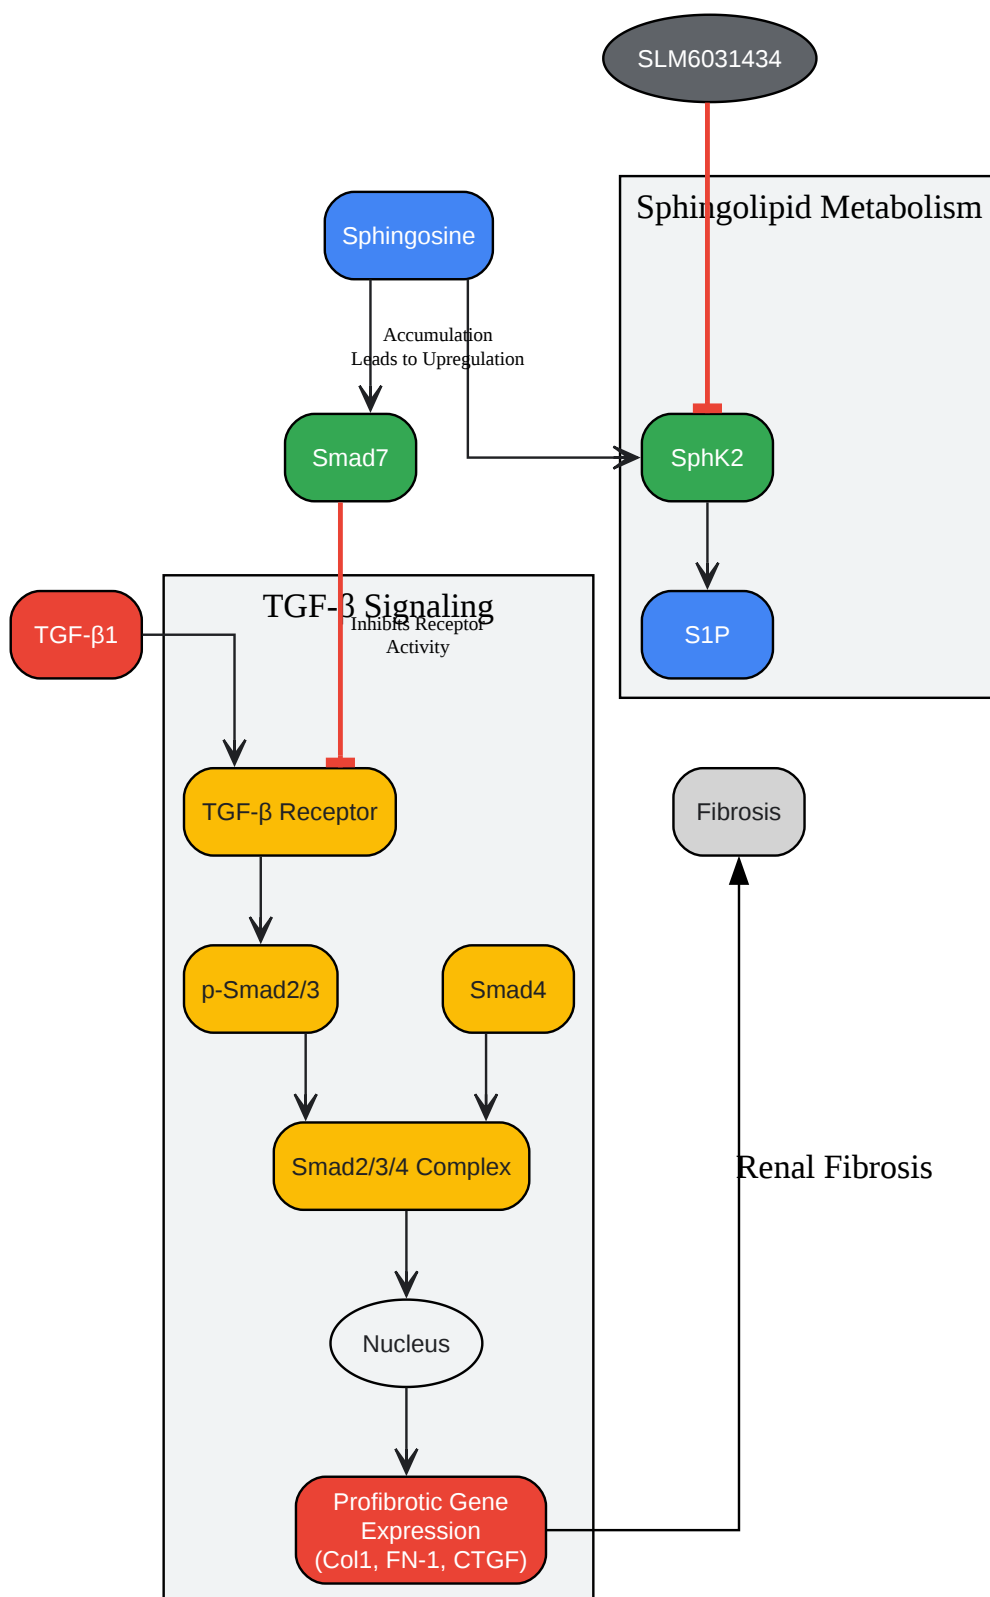 SLM6031434
Sphingolipid Metabolism
Sphingosine
Accumulation
Leads to Upregulation
Smad7
SphK2
TGF-β Signaling
Inhibits Receptor
Activity
TGF-β1
S1P
TGF-β Receptor
Fibrosis
p-Smad2/3
Smad4
Smad2/3/4 Complex
Renal Fibrosis
Nucleus
Profibrotic Gene
Expression
(Col1, FN-1, CTGF)